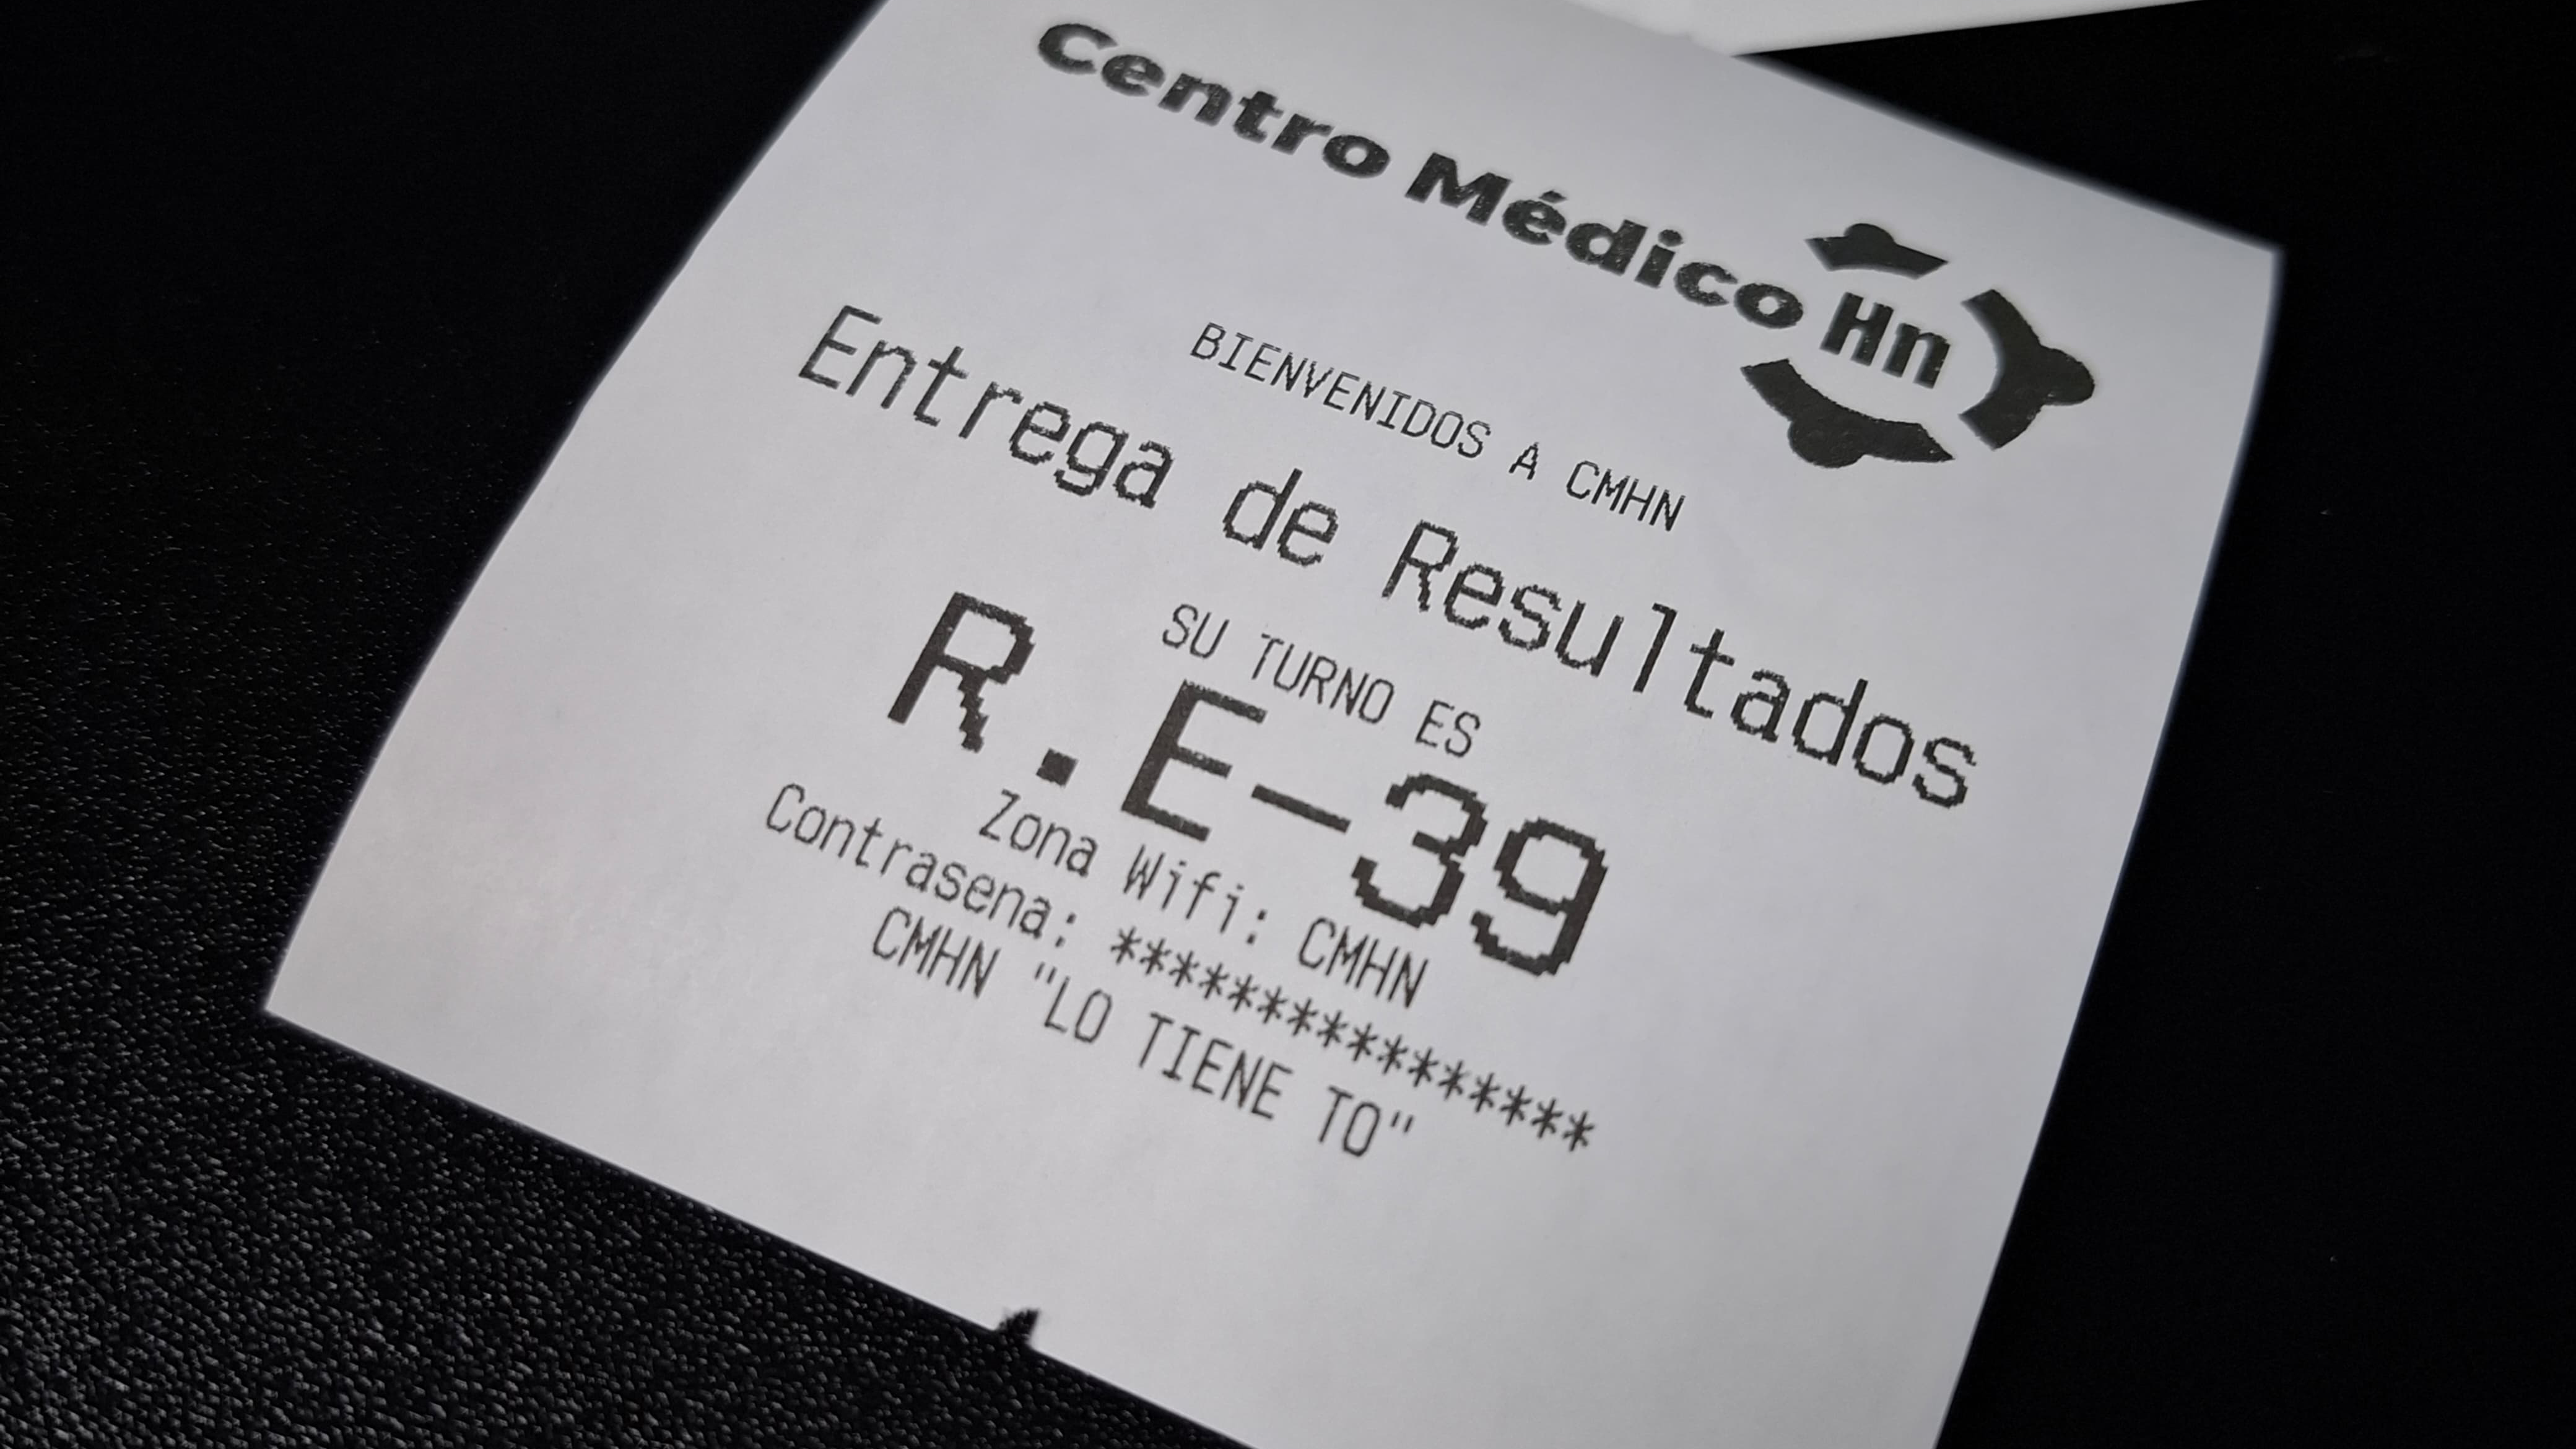 Centro Médico Hn
BIENVENIDOS A CMHN
Entrega de Resultados
SU TURNO ES
R.E-39
Zona Wifi: CMHN
Contrasena: ****************
CMHN "LO TIENE TO"